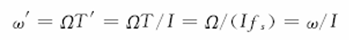 ω′ = ΩT′ = ΩT/I = Ω/(If_s) = ω/I